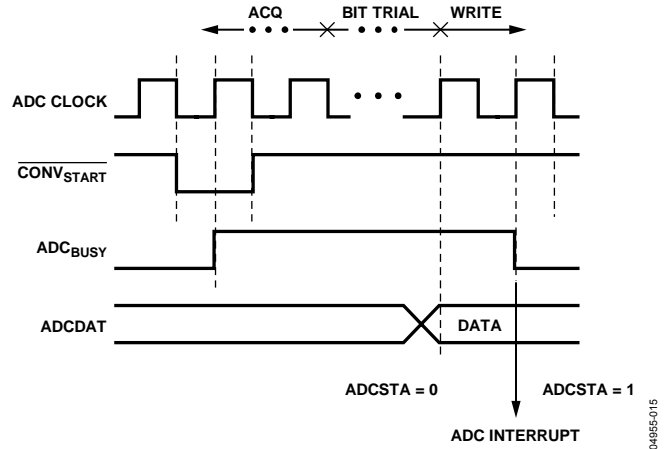 ACQ BIT TRIAL WRITE
ADC CLOCK
CONVSTART
ADCBUSY
ADCDAT
DATA
ADCSTA = 0 ADCSTA = 1
ADC INTERRUPT
04955-015